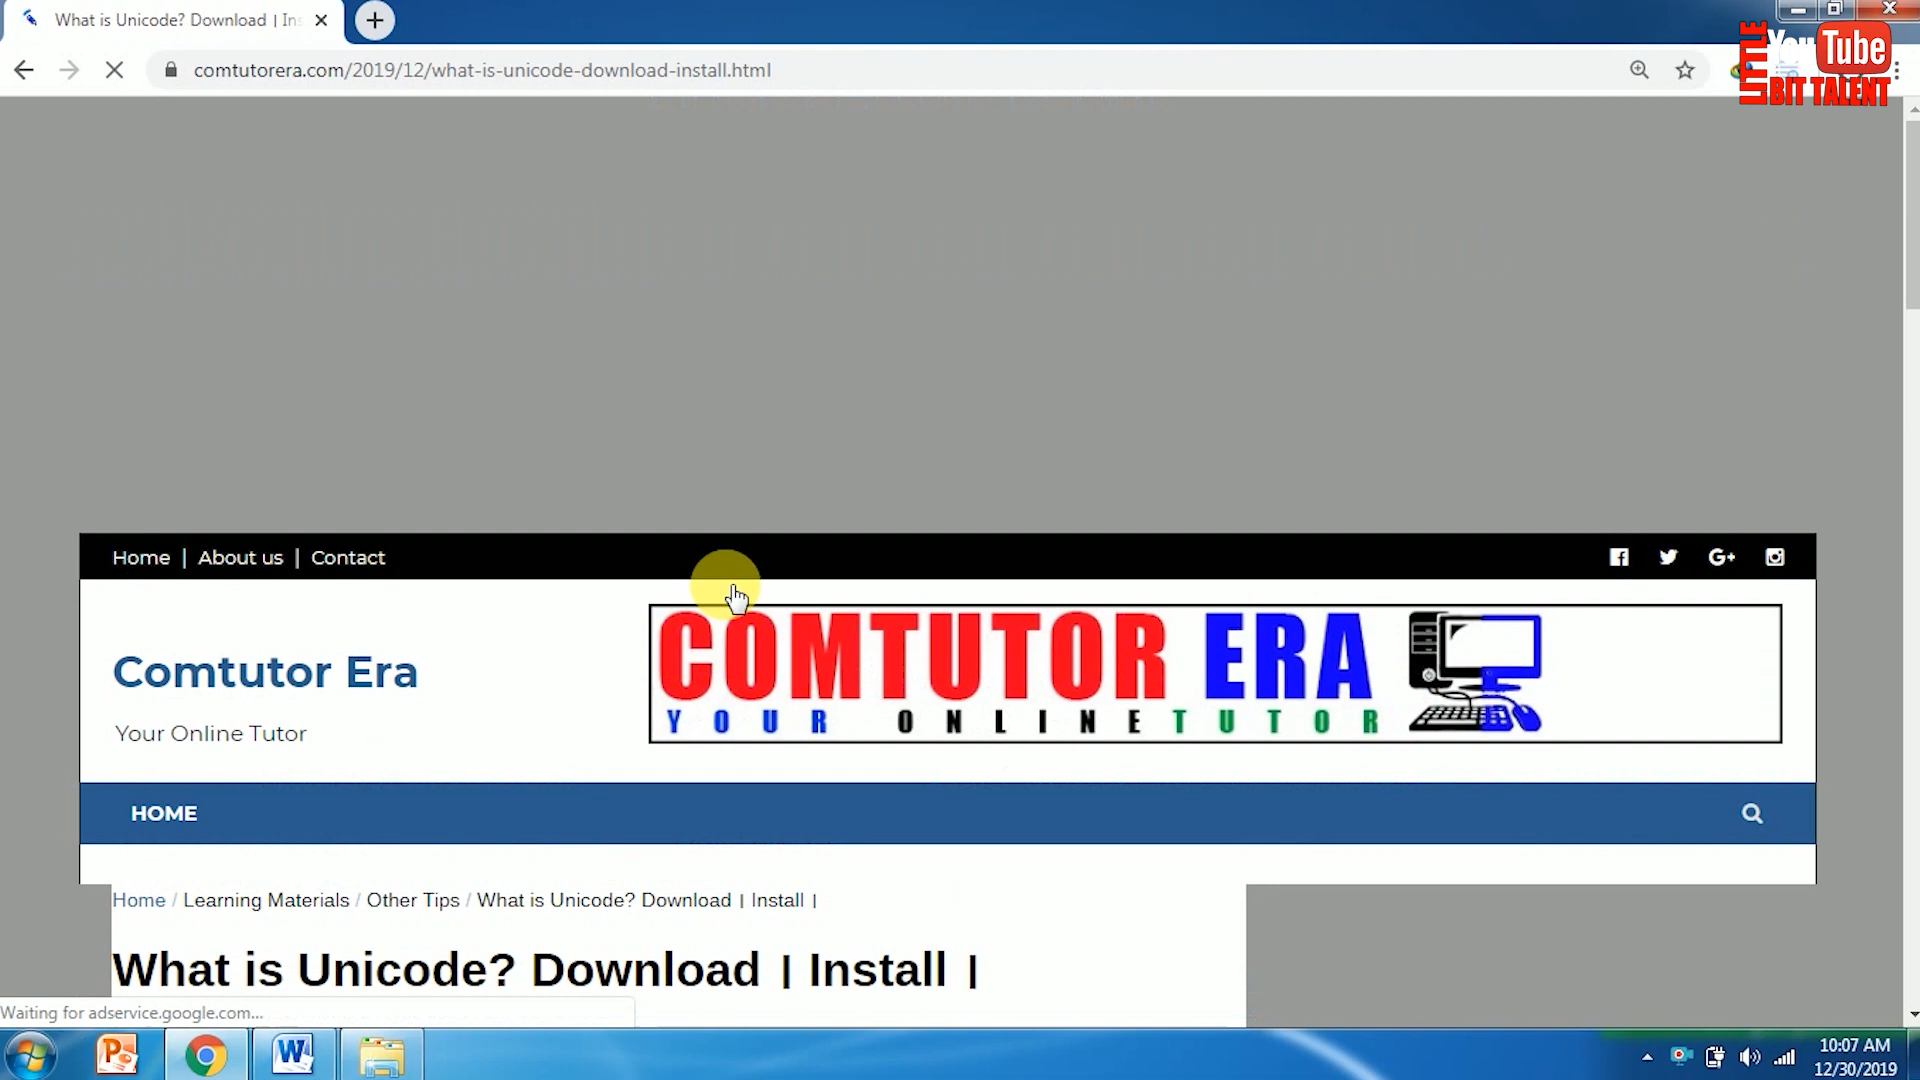 What is Unicode? Download | Ins
comtutorera.com/2019/12/what-is-unicode-download-install.html
LITTLE
YouTube
BIT TALENT
Home | About us | Contact
G+
Comtutor Era
Your Online Tutor
COMTUTOR ERA
YOUR ONLINE TUTOR
HOME
Home / Learning Materials / Other Tips / What is Unicode? Download | Install |
What is Unicode? Download | Install |
Waiting for adservice.google.com...
10:07 AM
12/30/2019